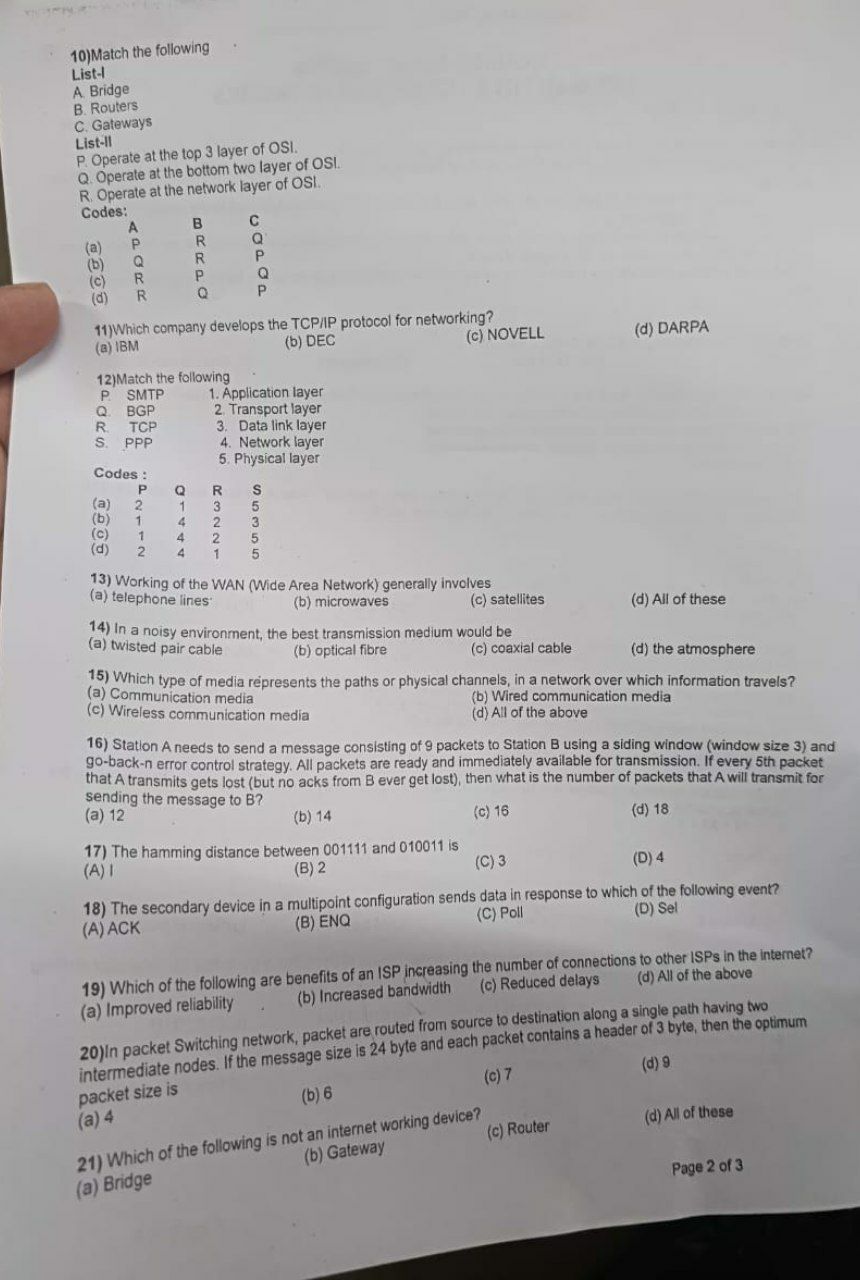 10)Match the following
List-I
A. Bridge
B. Routers
C. Gateways
List-II
P. Operate at the top 3 layer of OSI.
Q. Operate at the bottom two layer of OSI.
R. Operate at the network layer of OSI.
Codes:
A B C
(a) P R Q
(b) Q R P
(c) R P Q
(d) R Q P
11)Which company develops the TCP/IP protocol for networking?
(a) IBM (b) DEC (c) NOVELL (d) DARPA
12)Match the following
P. SMTP 1. Application layer
Q. BGP 2. Transport layer
R. TCP 3. Data link layer
S. PPP 4. Network layer
5. Physical layer
Codes :
P Q R S
(a) 2 1 3 5
(b) 1 4 2 3
(c) 1 4 2 5
(d) 2 4 1 5
13) Working of the WAN (Wide Area Network) generally involves
(a) telephone lines (b) microwaves (c) satellites (d) All of these
14) In a noisy environment, the best transmission medium would be
(a) twisted pair cable (b) optical fibre (c) coaxial cable (d) the atmosphere
15) Which type of media represents the paths or physical channels, in a network over which information travels?
(a) Communication media (b) Wired communication media
(c) Wireless communication media (d) All of the above
16) Station A needs to send a message consisting of 9 packets to Station B using a siding window (window size 3) and
go-back-n error control strategy. All packets are ready and immediately available for transmission. If every 5th packet
that A transmits gets lost (but no acks from B ever get lost), then what is the number of packets that A will transmit for
sending the message to B?
(a) 12 (b) 14 (c) 16 (d) 18
17) The hamming distance between 001111 and 010011 is
(A) I (B) 2 (C) 3 (D) 4
18) The secondary device in a multipoint configuration sends data in response to which of the following event?
(A) ACK (B) ENQ (C) Poll (D) Sel
19) Which of the following are benefits of an ISP increasing the number of connections to other ISPs in the internet?
(a) Improved reliability (b) Increased bandwidth (c) Reduced delays (d) All of the above
20)In packet Switching network, packet are routed from source to destination along a single path having two
intermediate nodes. If the message size is 24 byte and each packet contains a header of 3 byte, then the optimum
packet size is
(a) 4 (b) 6 (c) 7 (d) 9
21) Which of the following is not an internet working device?
(a) Bridge (b) Gateway (c) Router (d) All of these
Page 2 of 3